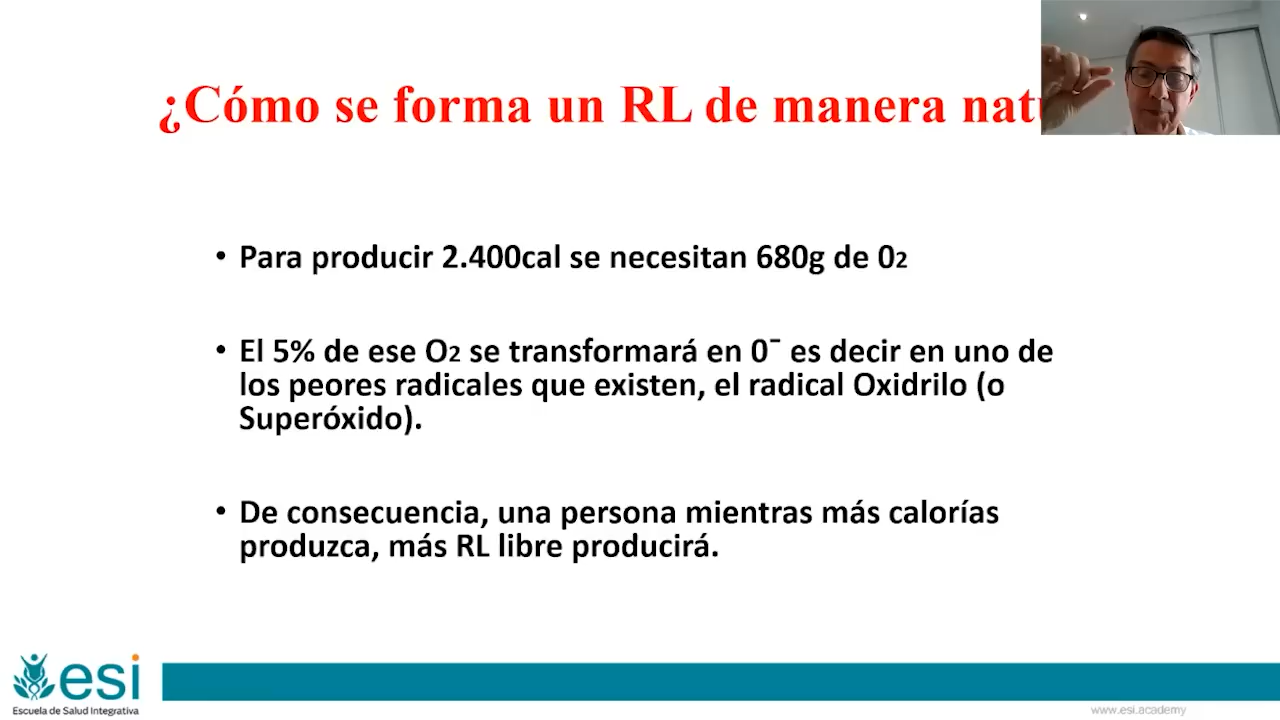 ¿Cómo se forma un RL de manera natu
• Para producir 2.400cal se necesitan 680g de 0₂
• El 5% de ese O₂ se transformará en 0⁻ es decir en uno de
los peores radicales que existen, el radical Oxidrilo (o
Superóxido).
• De consecuencia, una persona mientras más calorías
produzca, más RL libre producirá.
esi
Escuela de Salud Integrativa
www.esi.academy